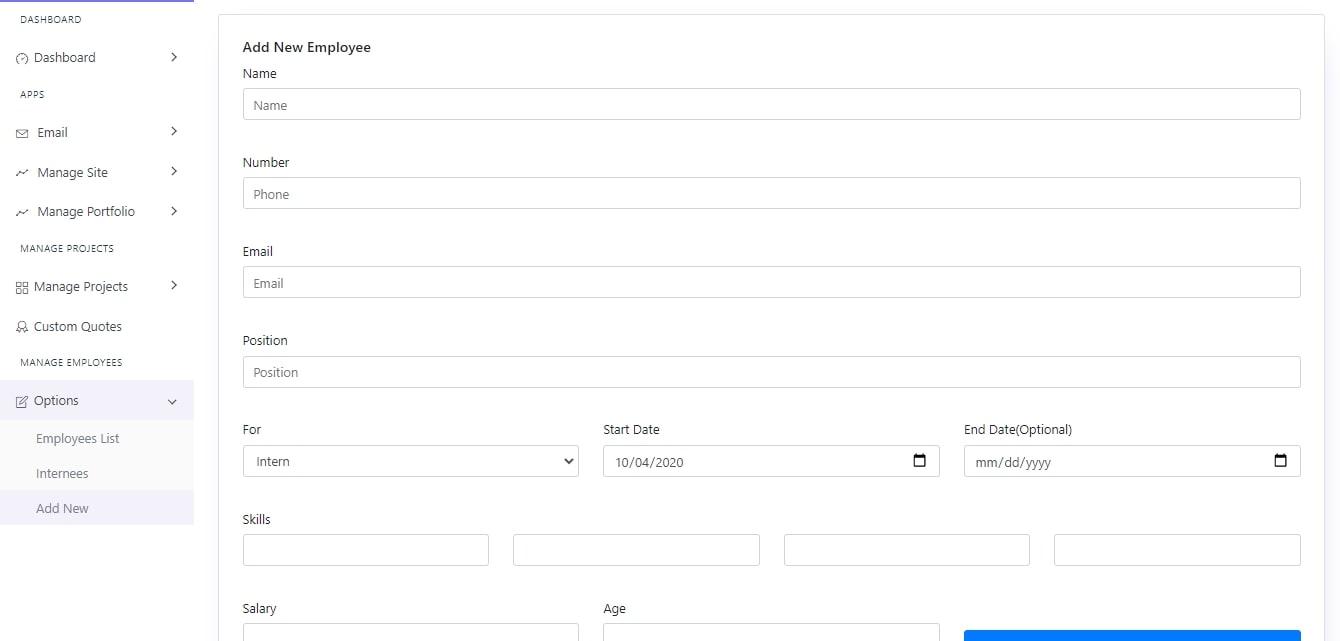 DASHBOARD
Dashboard
APPS
Email
Manage Site
Manage Portfolio
MANAGE PROJECTS
Manage Projects
Custom Quotes
MANAGE EMPLOYEES
Options
Employees List
Internees
Add New
Add New Employee
Name
Name
Number
Phone
Email
Email
Position
Position
For Start Date End Date(Optional)
Intern 10/04/2020 mm/dd/yyyy
Skills
Salary Age